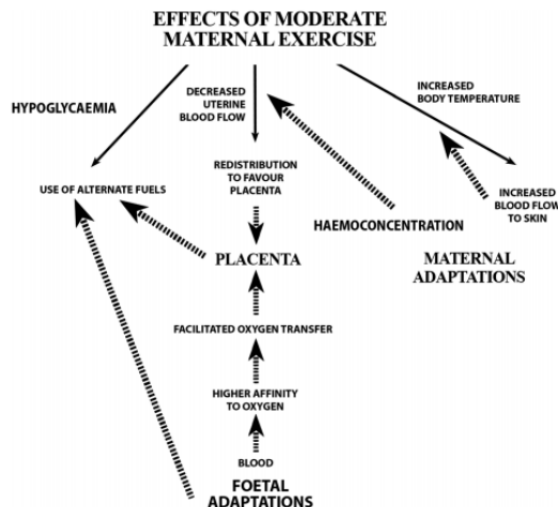 EFFECTS OF MODERATE
MATERNAL EXERCISE
HYPOGLYCAEMIA
DECREASED
UTERINE
BLOOD FLOW
INCREASED
BODY TEMPERATURE
USE OF ALTERNATE FUELS
REDISTRIBUTION
TO FAVOUR
PLACENTA
INCREASED
BLOOD FLOW
TO SKIN
HAEMOCONCENTRATION
MATERNAL
ADAPTATIONS
PLACENTA
FACILITATED OXYGEN TRANSFER
HIGHER AFFINITY
TO OXYGEN
BLOOD
FOETAL
ADAPTATIONS